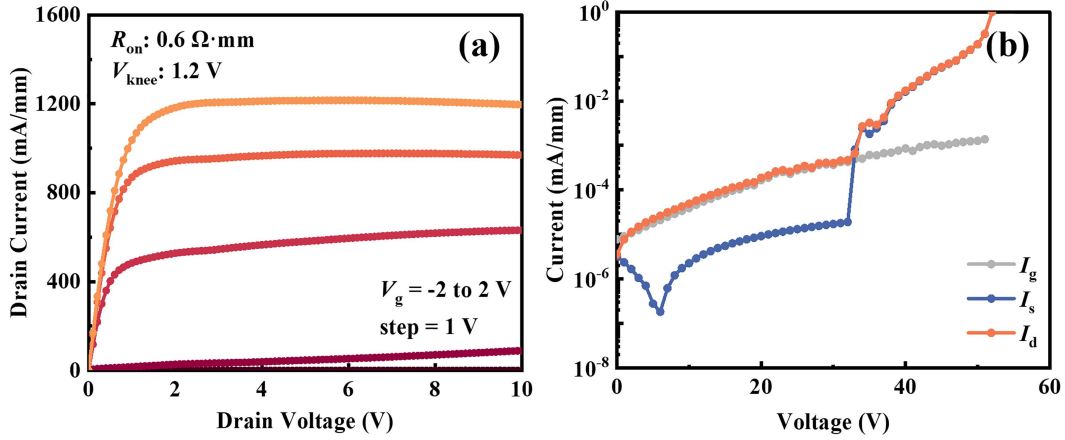 (a)
R_on: 0.6 Ω·mm
V_knee: 1.2 V
V_g = -2 to 2 V
step = 1 V
Drain Current (mA/mm)
1600
1200
800
400
0
0 2 4 6 8 10
Drain Voltage (V)
(b)
Current (mA/mm)
10^0
10^-2
10^-4
10^-6
10^-8
I_g
I_s
I_d
0 20 40 60
Voltage (V)